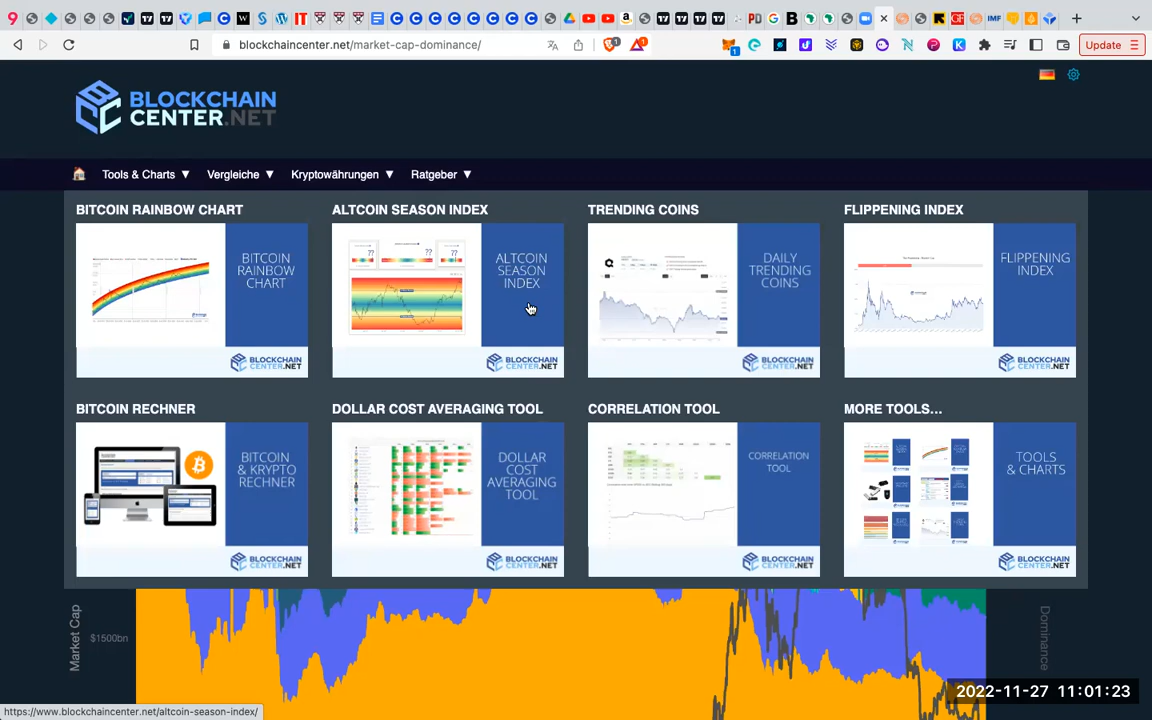 blockchaincenter.net/market-cap-dominance/
Update
BLOCKCHAIN
CENTER.NET
Tools & Charts ▼
Vergleiche ▼
Kryptowährungen ▼
Ratgeber ▼
BITCOIN RAINBOW CHART
ALTCOIN SEASON INDEX
TRENDING COINS
FLIPPENING INDEX
BITCOIN
RAINBOW
CHART
BLOCKCHAIN
CENTER.NET
??
??
??
ALTCOIN
SEASON
INDEX
BLOCKCHAIN
CENTER.NET
DAILY
TRENDING
COINS
BLOCKCHAIN
CENTER.NET
FLIPPENING
INDEX
BLOCKCHAIN
CENTER.NET
BITCOIN RECHNER
DOLLAR COST AVERAGING TOOL
CORRELATION TOOL
MORE TOOLS...
BITCOIN
& KRYPTO
RECHNER
BLOCKCHAIN
CENTER.NET
DOLLAR
COST
AVERAGING
TOOL
BLOCKCHAIN
CENTER.NET
CORRELATION
TOOL
BLOCKCHAIN
CENTER.NET
TOOLS
& CHARTS
BLOCKCHAIN
CENTER.NET
Market Cap
$1500bn
Dominance
2022-11-27 11:01:23
https://www.blockchaincenter.net/altcoin-season-index/